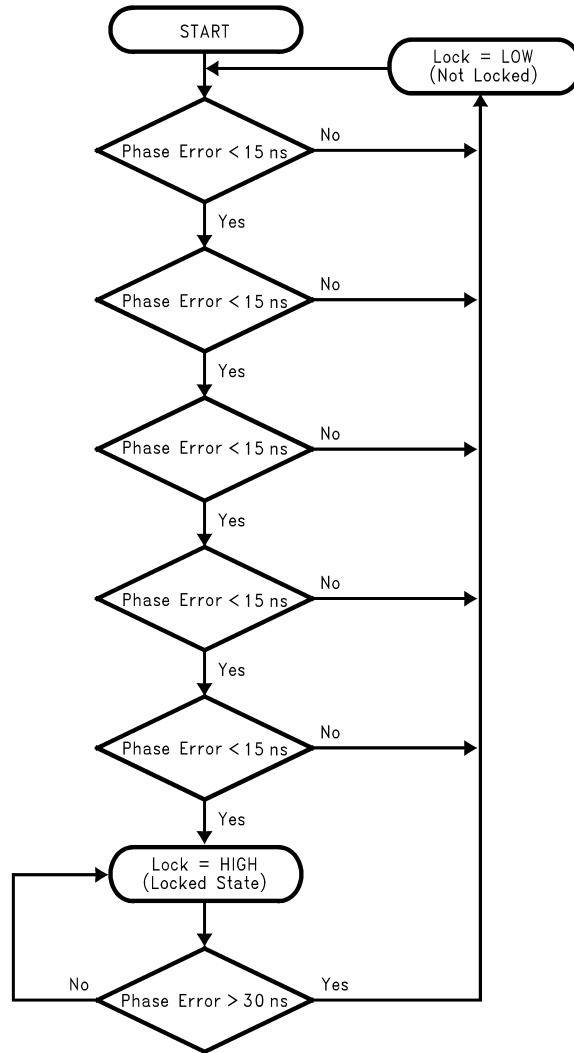 START
Lock = LOW
(Not Locked)
Phase Error < 15 ns
No
Yes
Phase Error < 15 ns
No
Yes
Phase Error < 15 ns
No
Yes
Phase Error < 15 ns
No
Yes
Phase Error < 15 ns
No
Yes
Lock = HIGH
(Locked State)
No
Phase Error > 30 ns
Yes